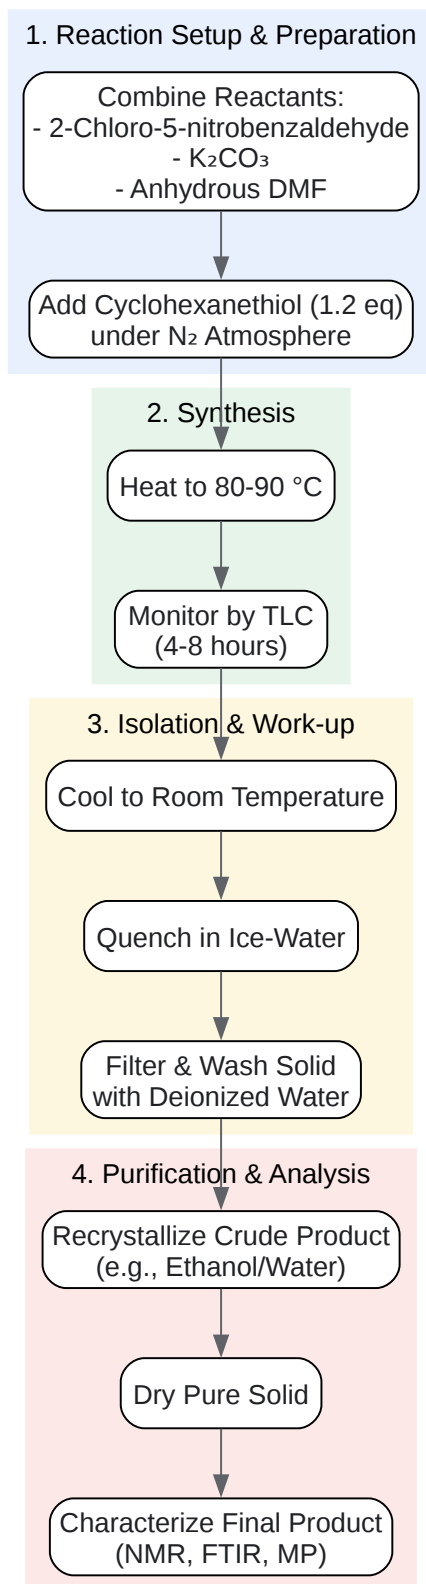 1. Reaction Setup & Preparation
Combine Reactants:
- 2-Chloro-5-nitrobenzaldehyde
- K₂CO₃
- Anhydrous DMF
Add Cyclohexanethiol (1.2 eq)
under N₂ Atmosphere
2. Synthesis
Heat to 80-90 °C
Monitor by TLC
(4-8 hours)
3. Isolation & Work-up
Cool to Room Temperature
Quench in Ice-Water
Filter & Wash Solid
with Deionized Water
4. Purification & Analysis
Recrystallize Crude Product
(e.g., Ethanol/Water)
Dry Pure Solid
Characterize Final Product
(NMR, FTIR, MP)